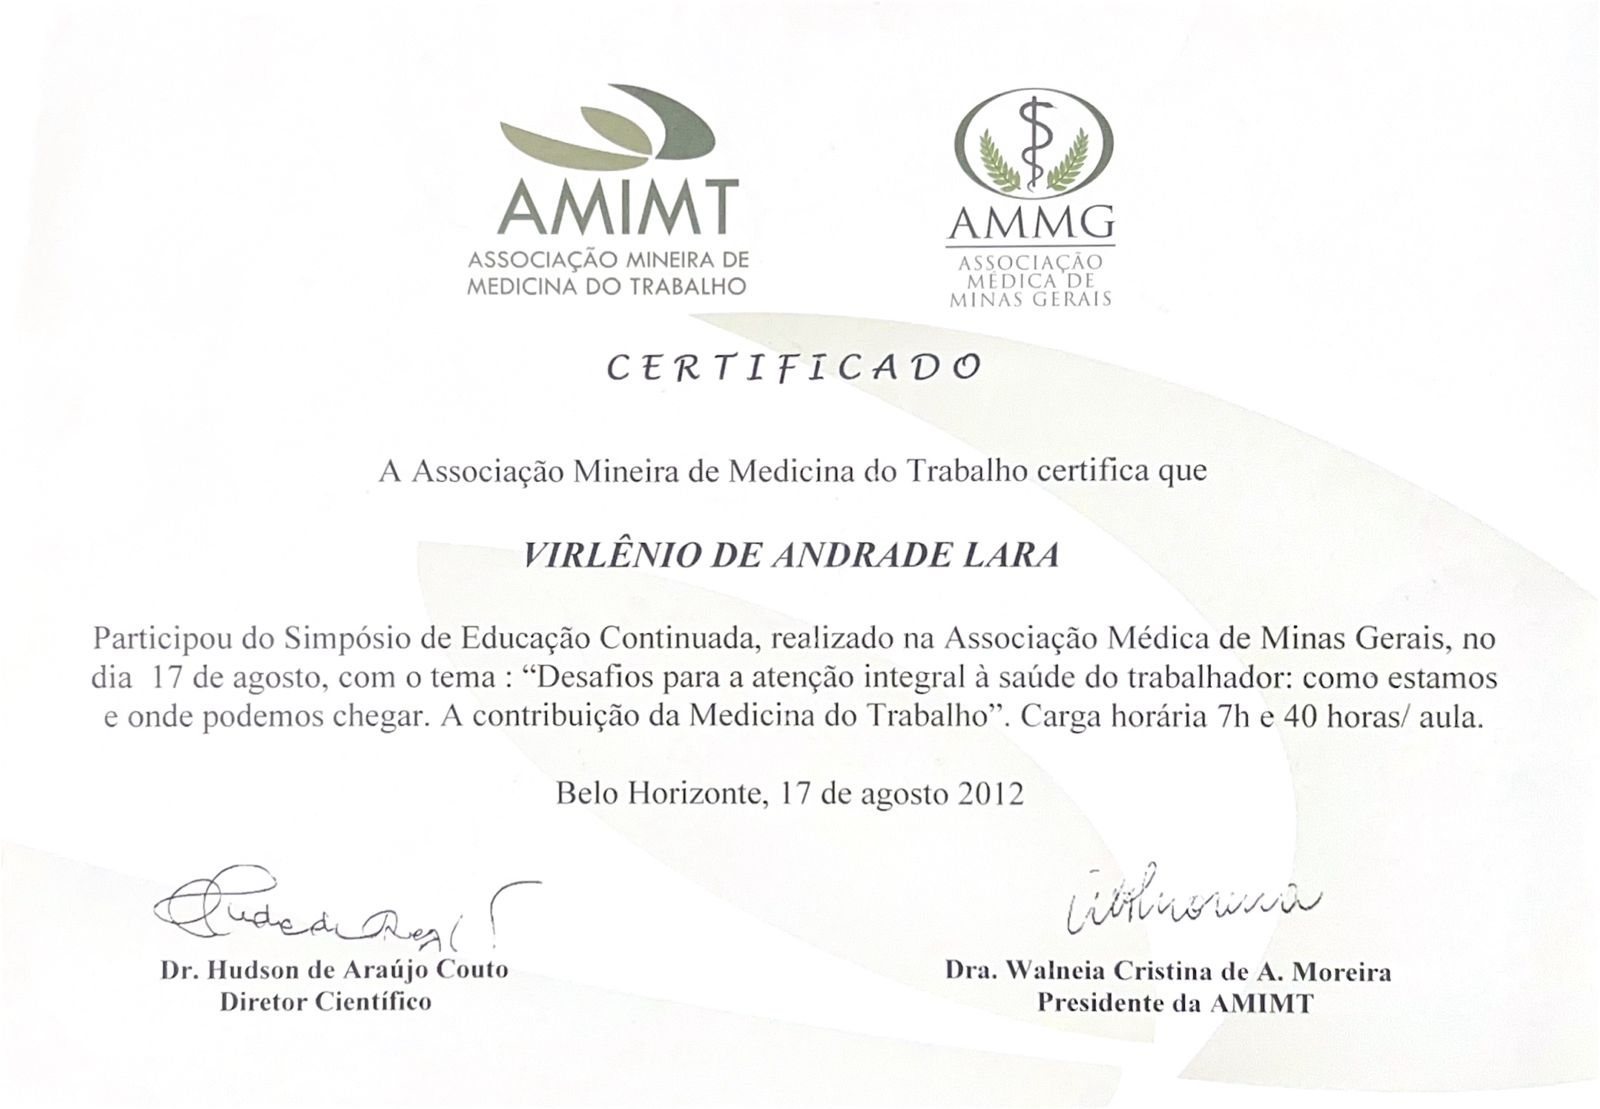 AMIMT
ASSOCIAÇÃO MINEIRA DE
MEDICINA DO TRABALHO
AMMG
ASSOCIAÇÃO
MÉDICA DE
MINAS GERAIS
CERTIFICADO
A Associação Mineira de Medicina do Trabalho certifica que
VIRLÊNIO DE ANDRADE LARA
Participou do Simpósio de Educação Continuada, realizado na Associação Médica de Minas Gerais, no
dia 17 de agosto, com o tema : “Desafios para a atenção integral à saúde do trabalhador: como estamos
e onde podemos chegar. A contribuição da Medicina do Trabalho”. Carga horária 7h e 40 horas/ aula.
Belo Horizonte, 17 de agosto 2012
Dr. Hudson de Araújo Couto
Diretor Científico
Dra. Walneia Cristina de A. Moreira
Presidente da AMIMT